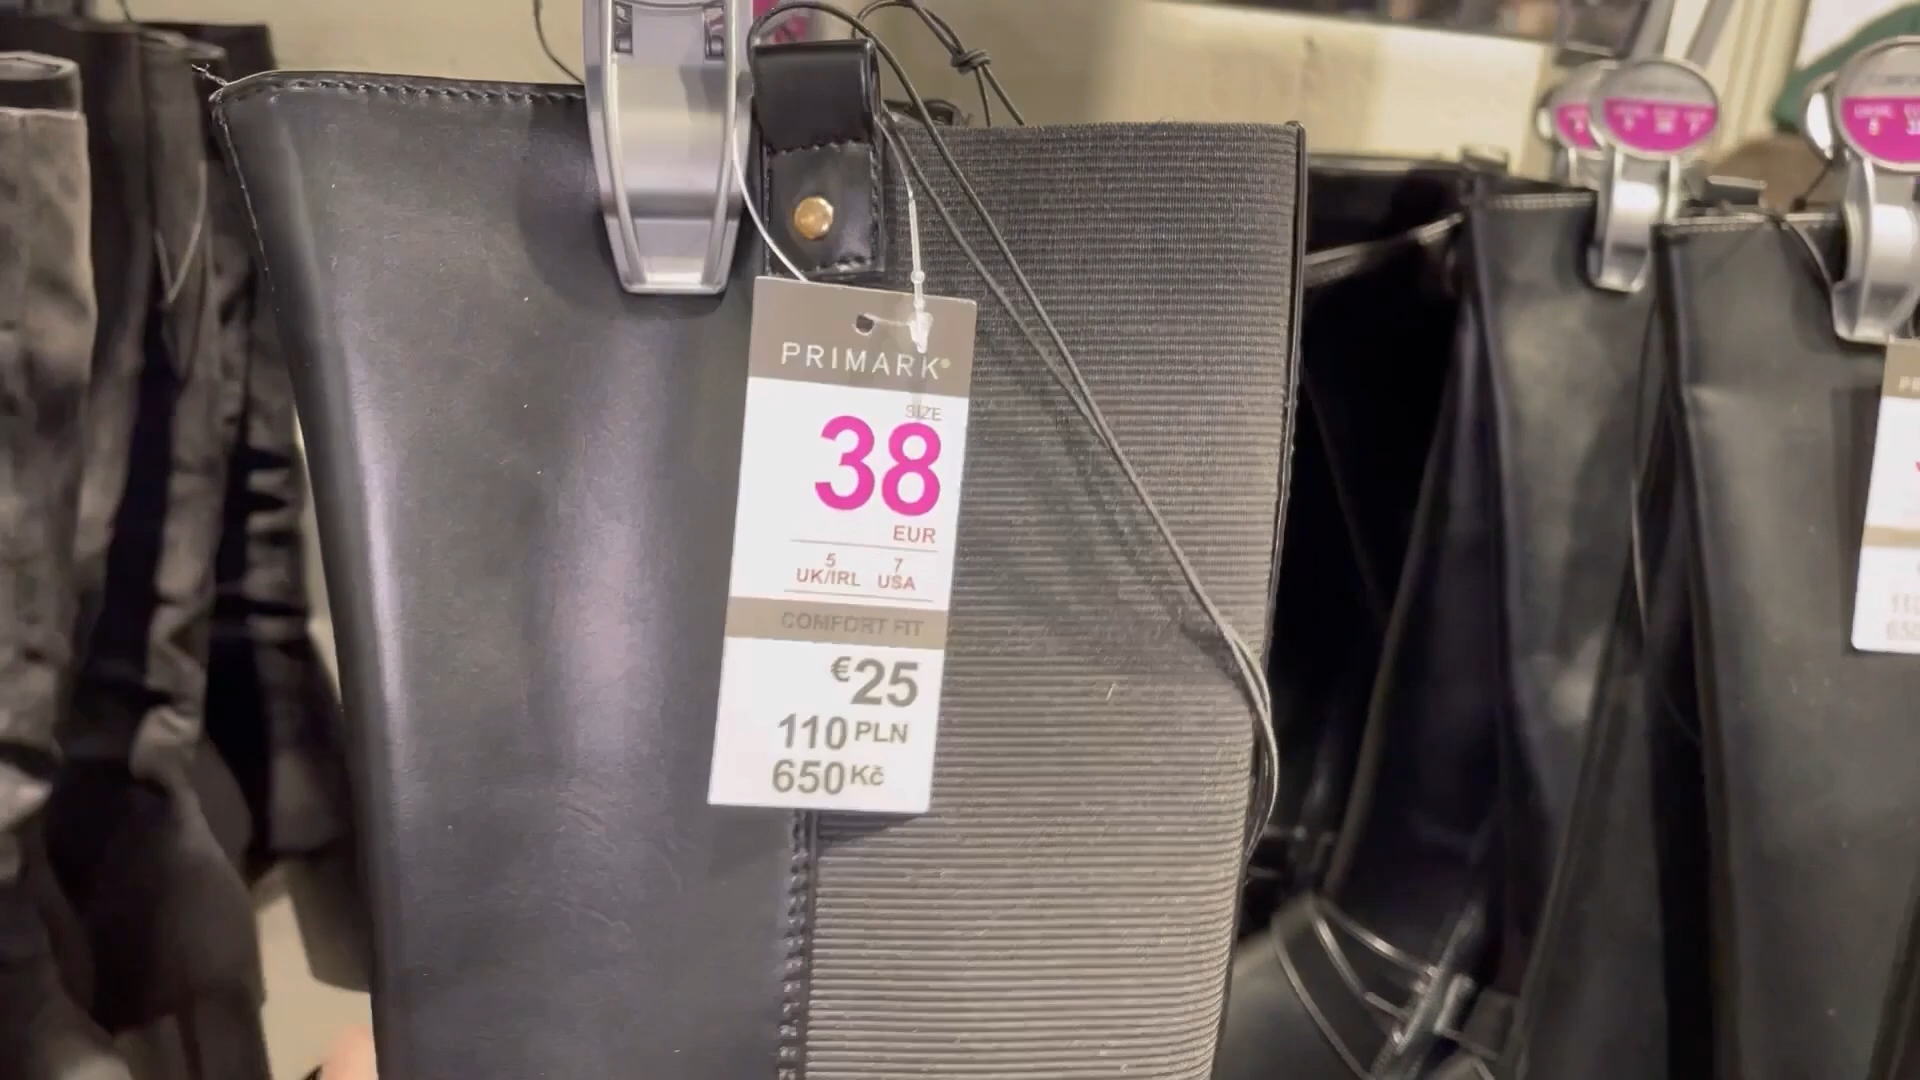 PRIMARK®
SIZE
38
EUR
5 7
UK/IRL USA
COMFORT FIT
€25
110 PLN
650 Kč